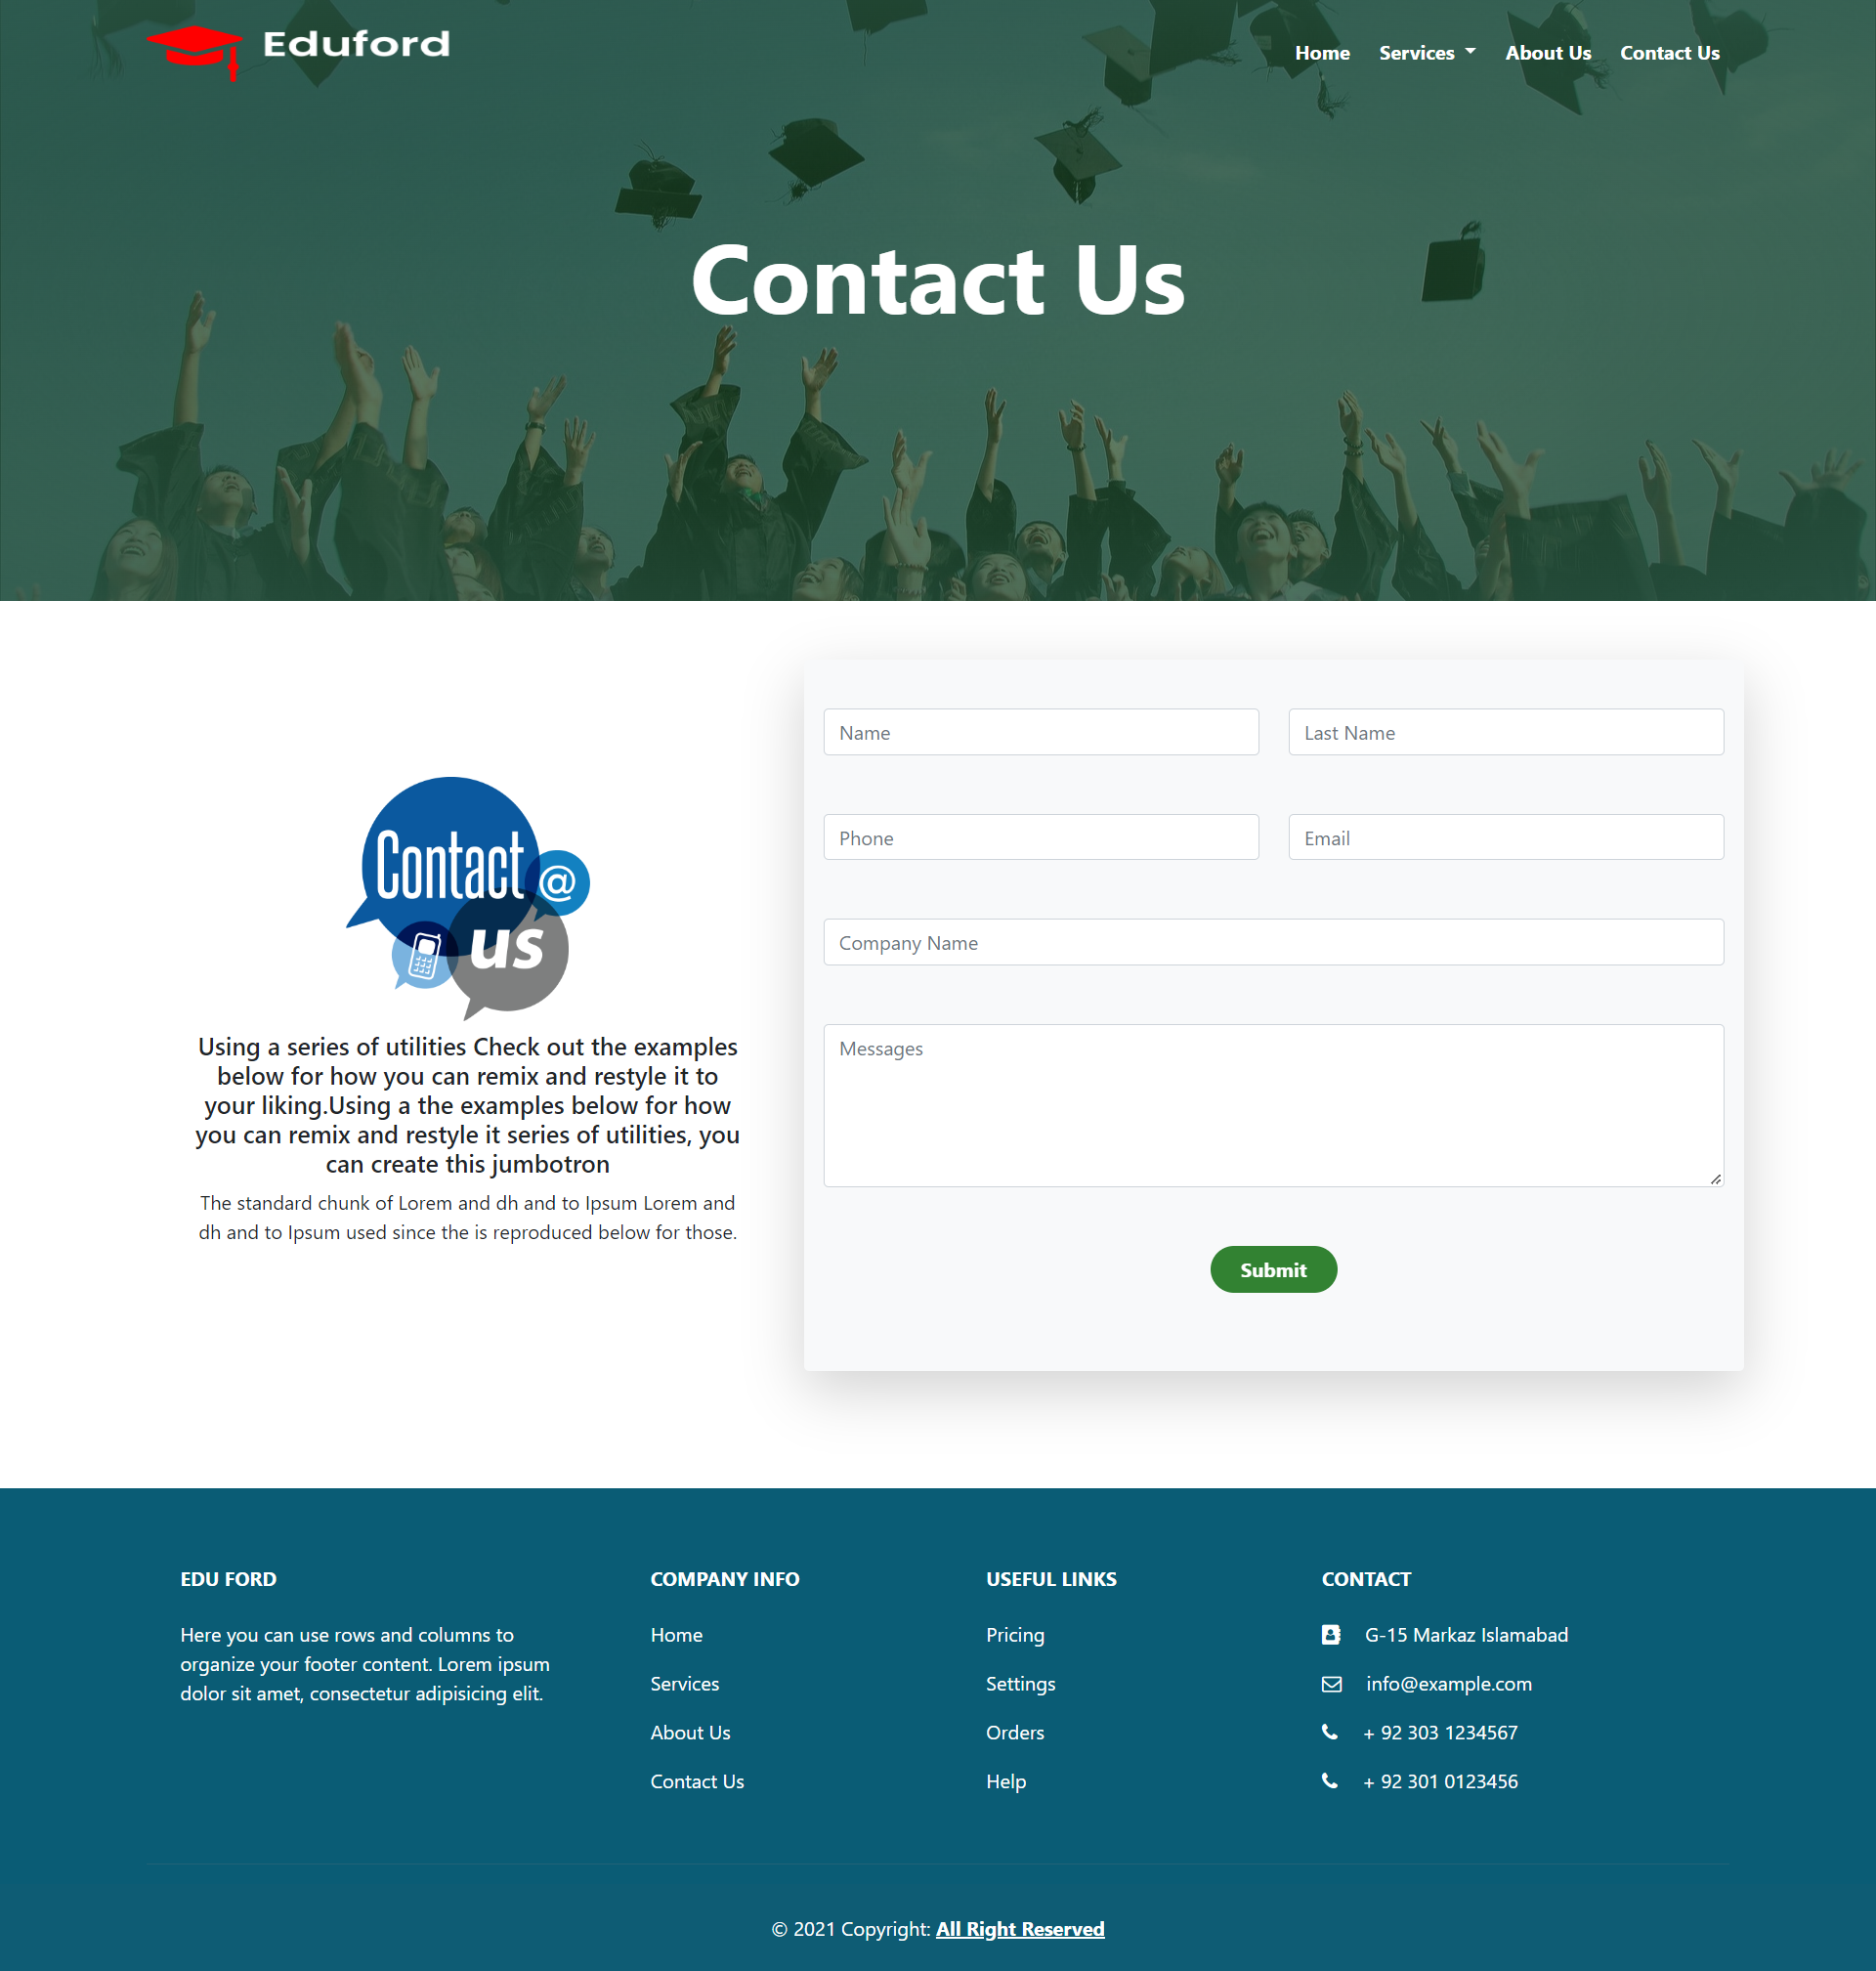 Eduford
Home Services About Us Contact Us
Contact Us
Name Last Name
Phone Email
Company Name
Messages
Submit
Contact @
us
Using a series of utilities Check out the examples
below for how you can remix and restyle it to
your liking.Using a the examples below for how
you can remix and restyle it series of utilities, you
can create this jumbotron
The standard chunk of Lorem and dh and to Ipsum Lorem and
dh and to Ipsum used since the is reproduced below for those.
EDU FORD
Here you can use rows and columns to
organize your footer content. Lorem ipsum
dolor sit amet, consectetur adipisicing elit.
COMPANY INFO
Home
Services
About Us
Contact Us
USEFUL LINKS
Pricing
Settings
Orders
Help
CONTACT
G-15 Markaz Islamabad
info@example.com
+ 92 303 1234567
+ 92 301 0123456
© 2021 Copyright: All Right Reserved